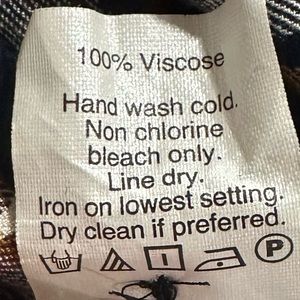 100% Viscose
Hand wash cold.
Non chlorine
bleach only.
Line dry.
Iron on lowest setting.
Dry clean if preferred.
P